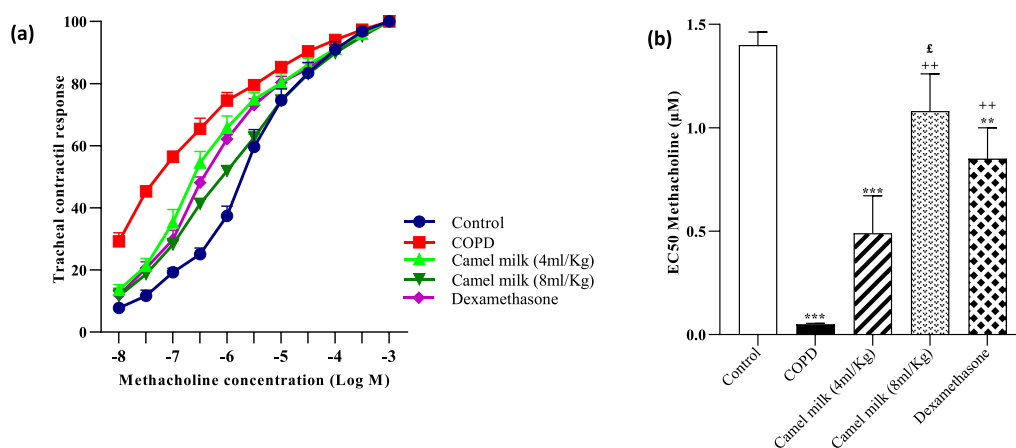 (a)
Tracheal contractil response
100
80
60
40
20
0
-8
-7
-6
-5
-4
-3
Methacholine concentration (Log M)
Control
COPD
Camel milk (4ml/Kg)
Camel milk (8ml/Kg)
Dexamethasone
(b)
EC50 Methacholine (µM)
1.5
1.0
0.5
0.0
***
***
£
++
++
**
Control
COPD
Camel milk (4ml/Kg)
Camel milk (8ml/Kg)
Dexamethasone